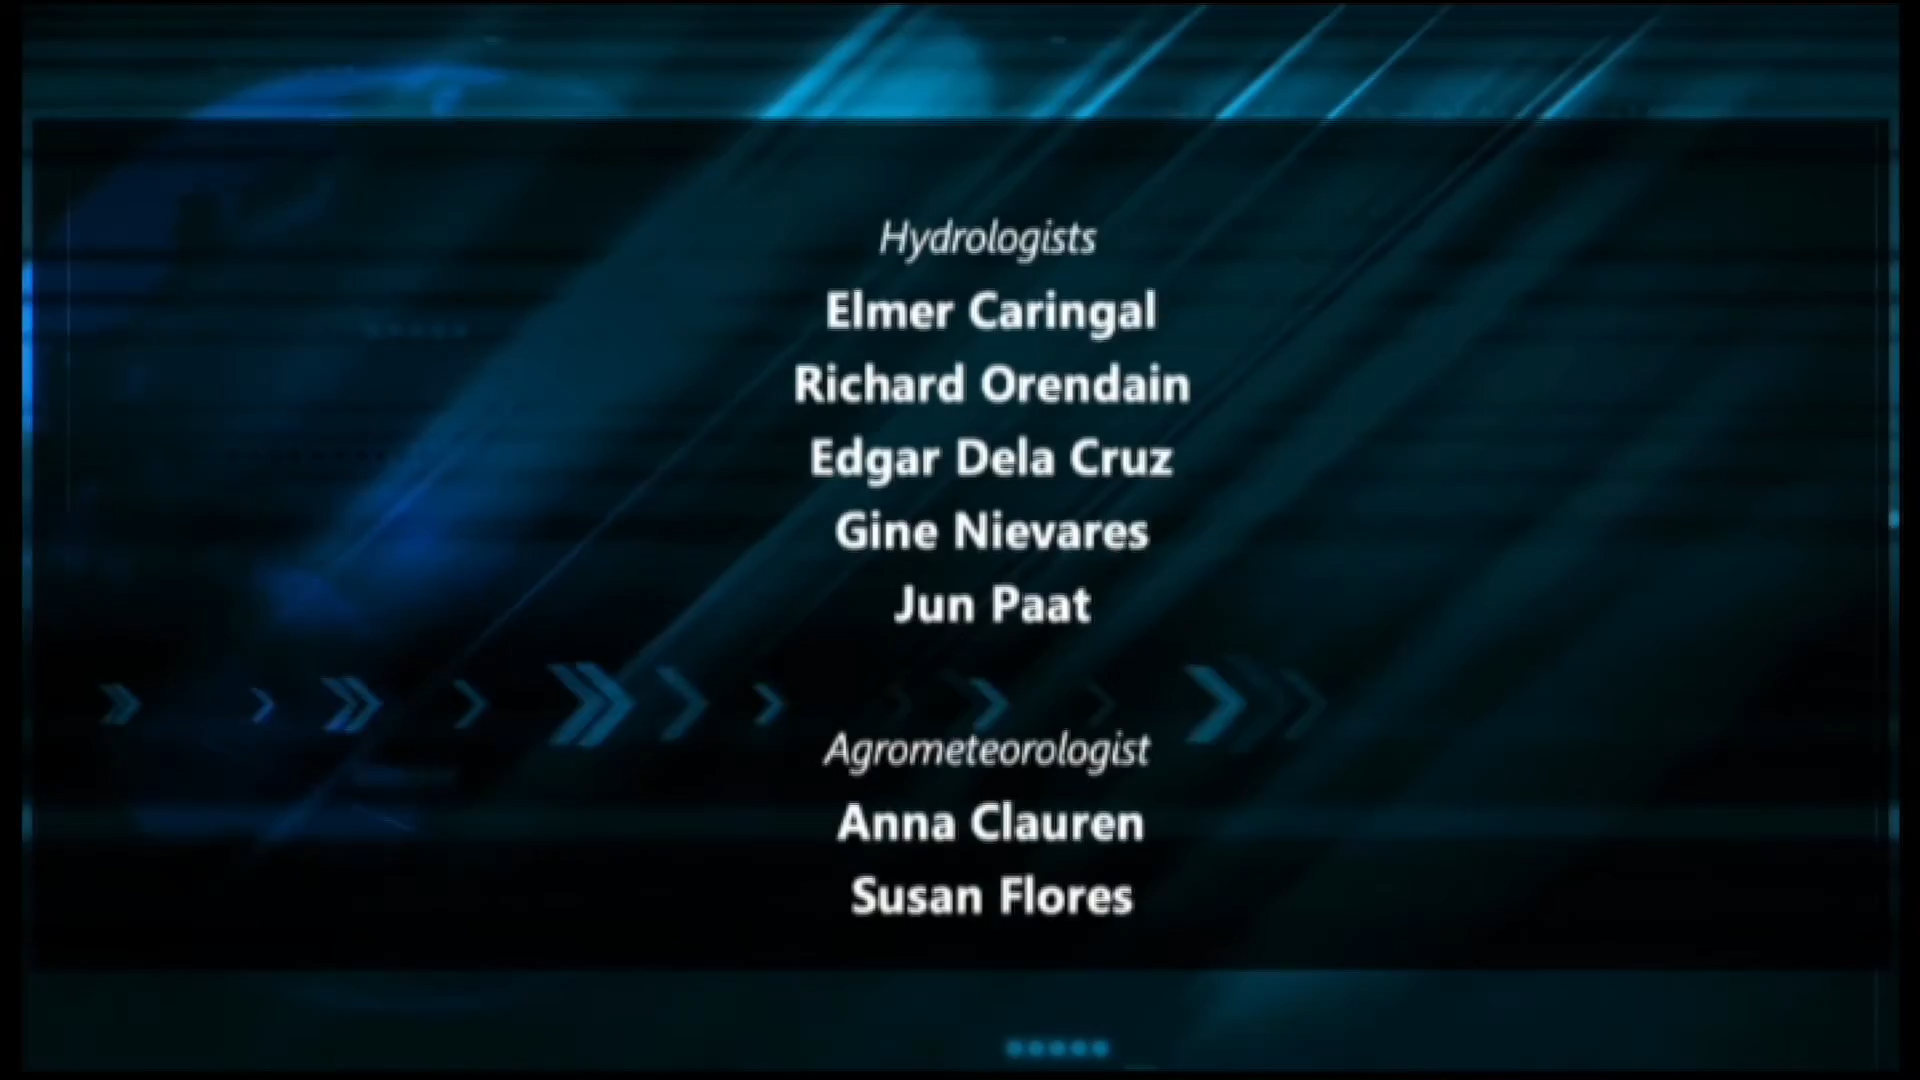 Hydrologists
Elmer Caringal
Richard Orendain
Edgar Dela Cruz
Gine Nievares
Jun Paat
Agrometeorologist
Anna Clauren
Susan Flores